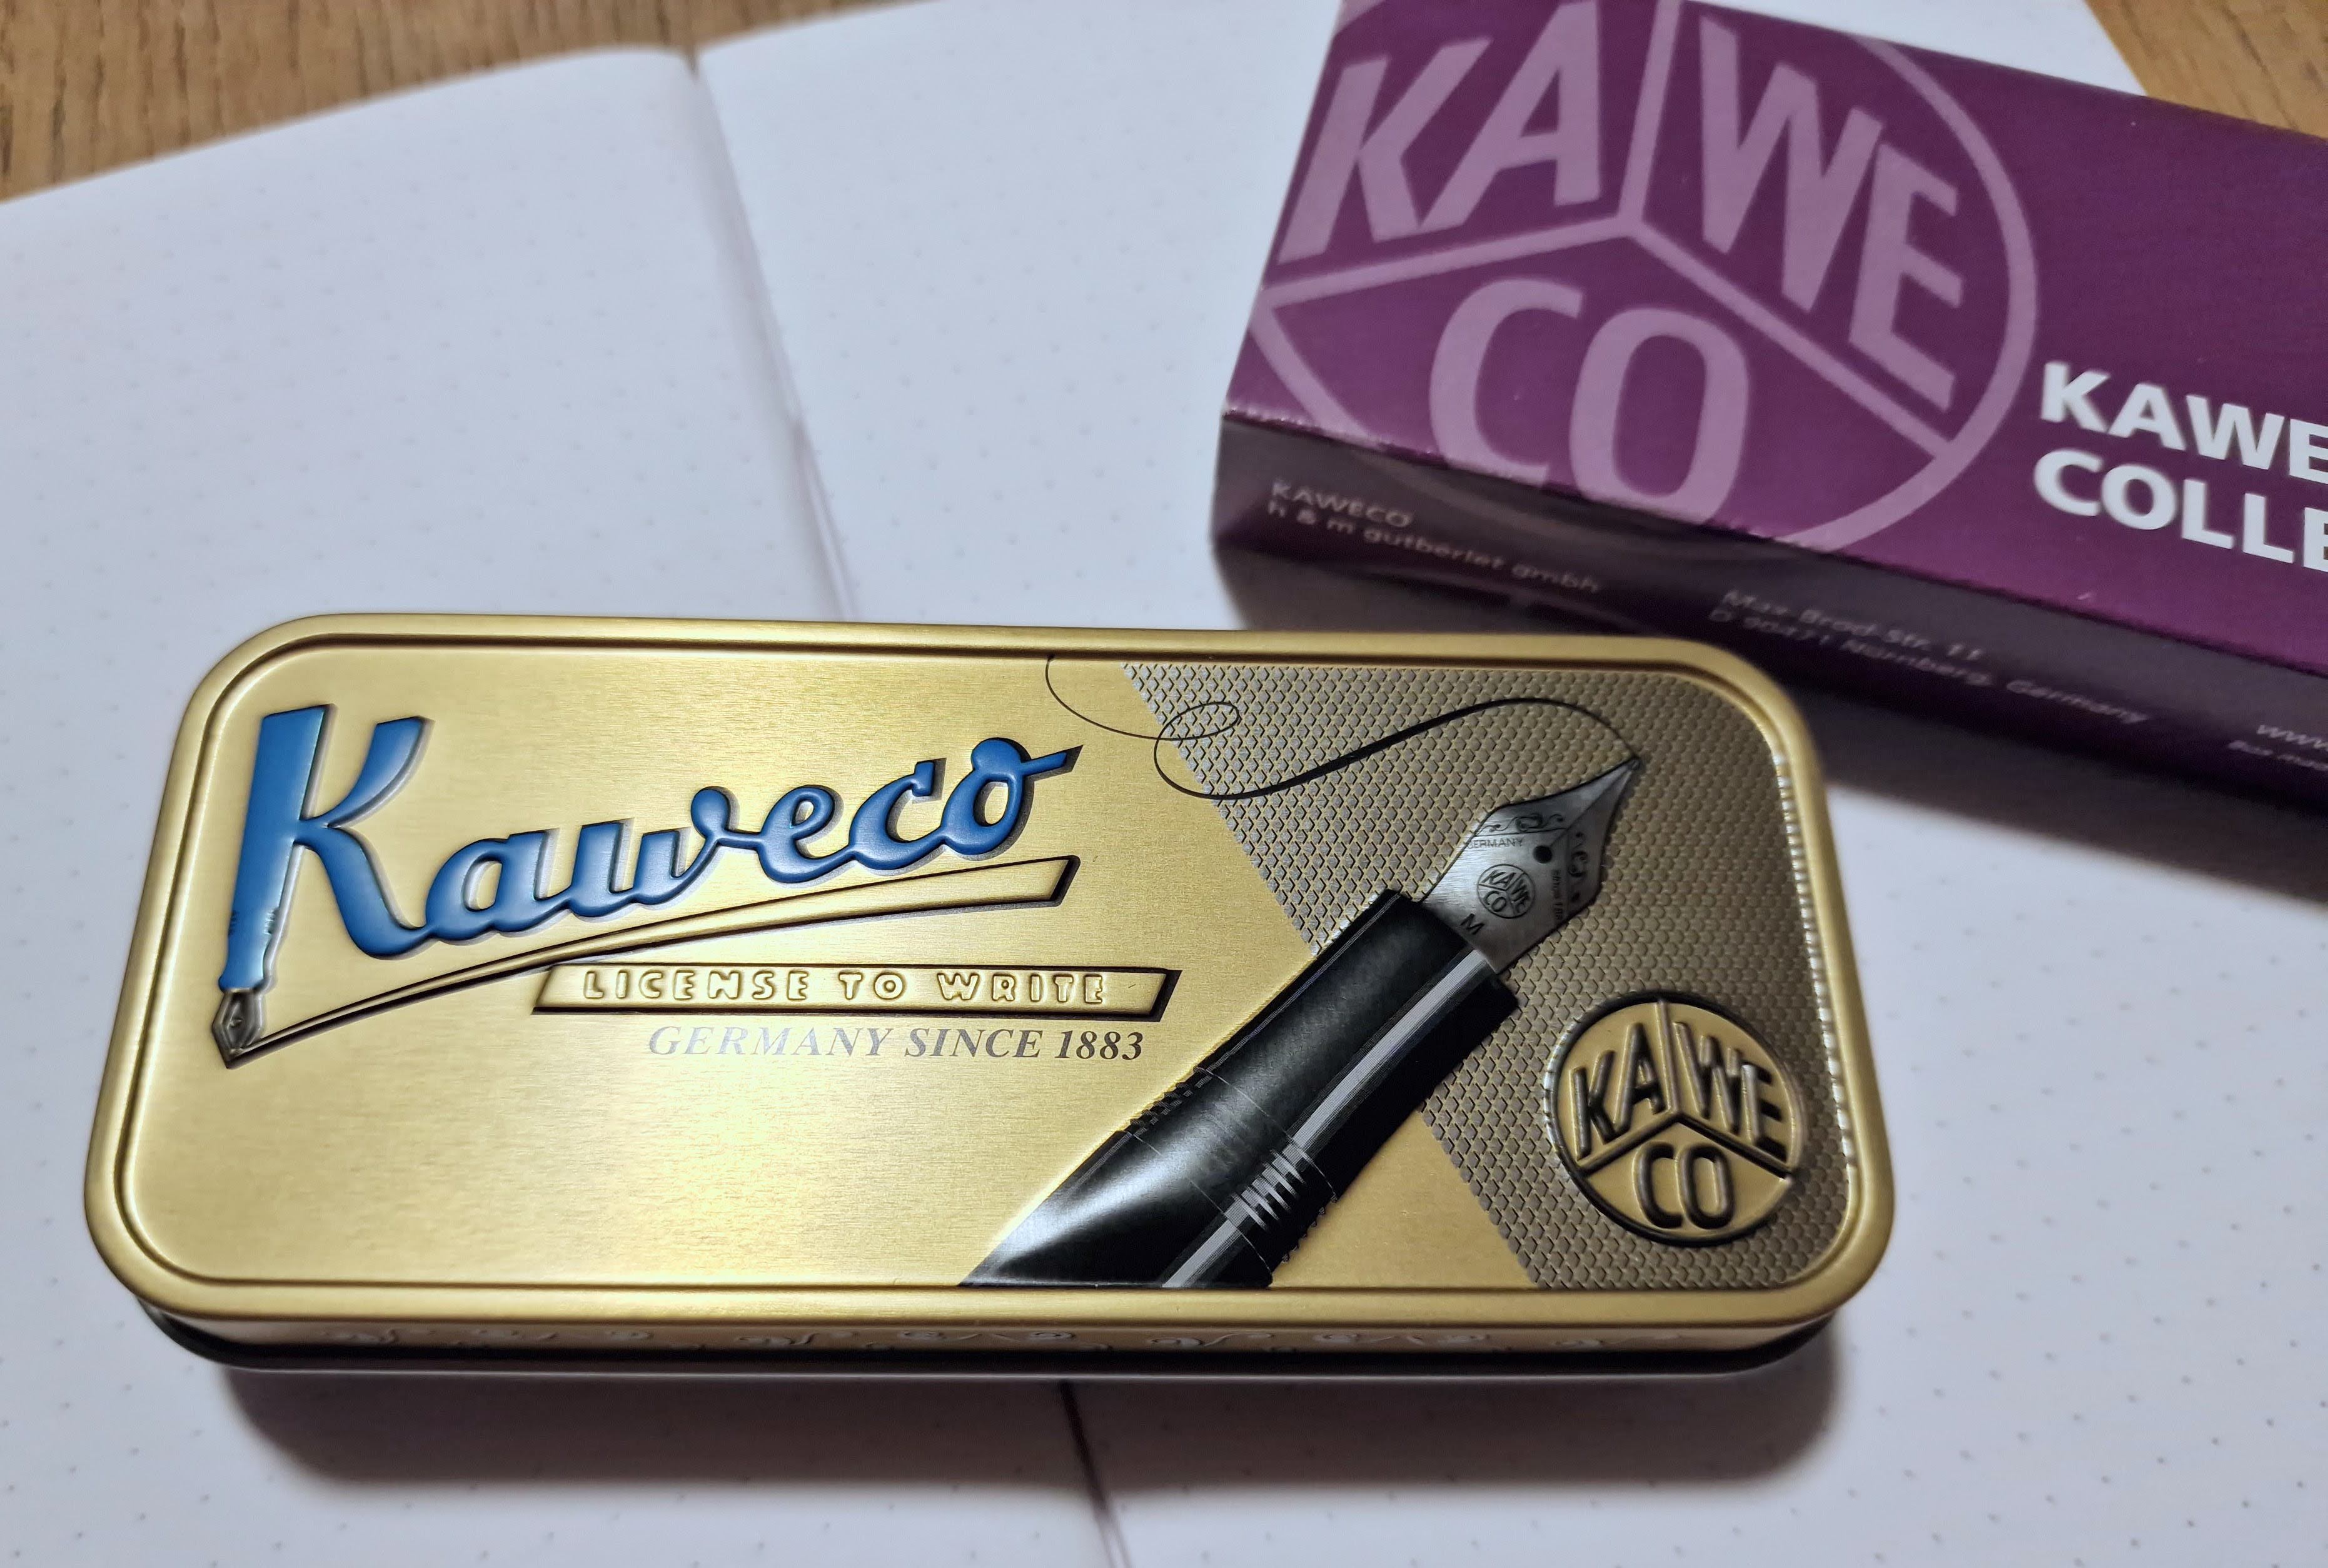 KA WE
CO
KAWE
COLLE
KAWECO
h & m gutberlet gmbh
Max-Brod-Str. 11
D 90471 Nürnberg, Germany
www.
Kaweco
LICENSE TO WRITE
GERMANY SINCE 1883
GERMANY
KA WE
CO
M
KA WE
CO